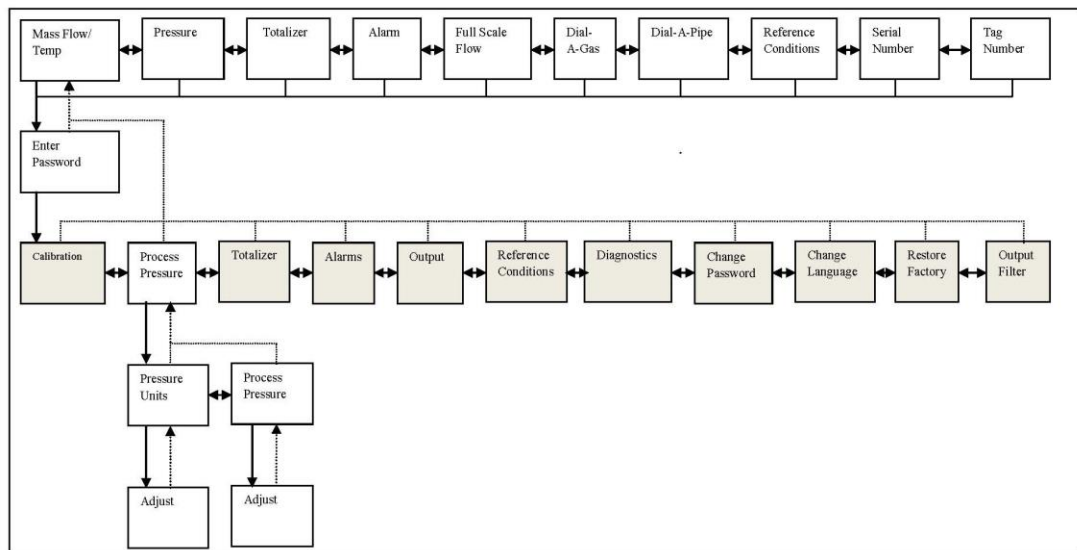 Mass Flow/
Temp
Pressure
Totalizer
Alarm
Full Scale
Flow
Dial-
A-Gas
Dial-A-Pipe
Reference
Conditions
Serial
Number
Tag
Number
Enter
Password
Calibration
Process
Pressure
Totalizer
Alarms
Output
Reference
Conditions
Diagnostics
Change
Password
Change
Language
Restore
Factory
Output
Filter
Pressure
Units
Process
Pressure
Adjust
Adjust